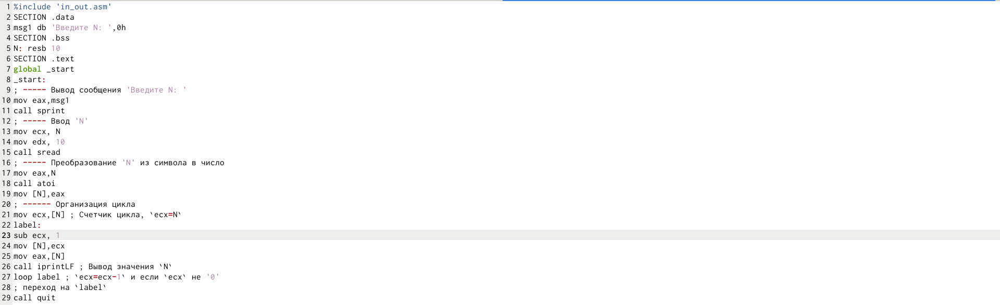 1 %include 'in_out.asm'
2 SECTION .data
3 msg1 db 'Введите N: ',0h
4 SECTION .bss
5 N: resb 10
6 SECTION .text
7 global _start
8 _start:
9 ; ----- Вывод сообщения 'Введите N: '
10 mov eax,msg1
11 call sprint
12 ; ----- Ввод 'N'
13 mov ecx, N
14 mov edx, 10
15 call sread
16 ; ----- Преобразование 'N' из символа в число
17 mov eax,N
18 call atoi
19 mov [N],eax
20 ; ------ Организация цикла
21 mov ecx,[N] ; Счетчик цикла, `ecx=N`
22 label:
23 sub ecx, 1
24 mov [N],ecx
25 mov eax,[N]
26 call iprintLF ; Вывод значения `N`
27 loop label ; `ecx=ecx-1` и если `ecx` не '0'
28 ; переход на `label`
29 call quit